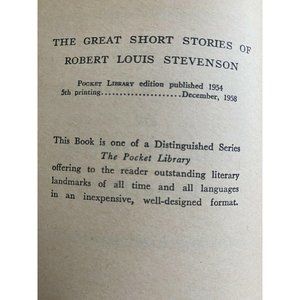 THE GREAT SHORT STORIES OF
ROBERT LOUIS STEVENSON
POCKET LIBRARY edition published 1954
5th printing........................December, 1958
This Book is one of a Distinguished Series
The Pocket Library
offering to the reader outstanding literary
landmarks of all time and all languages
in an inexpensive, well-designed format.